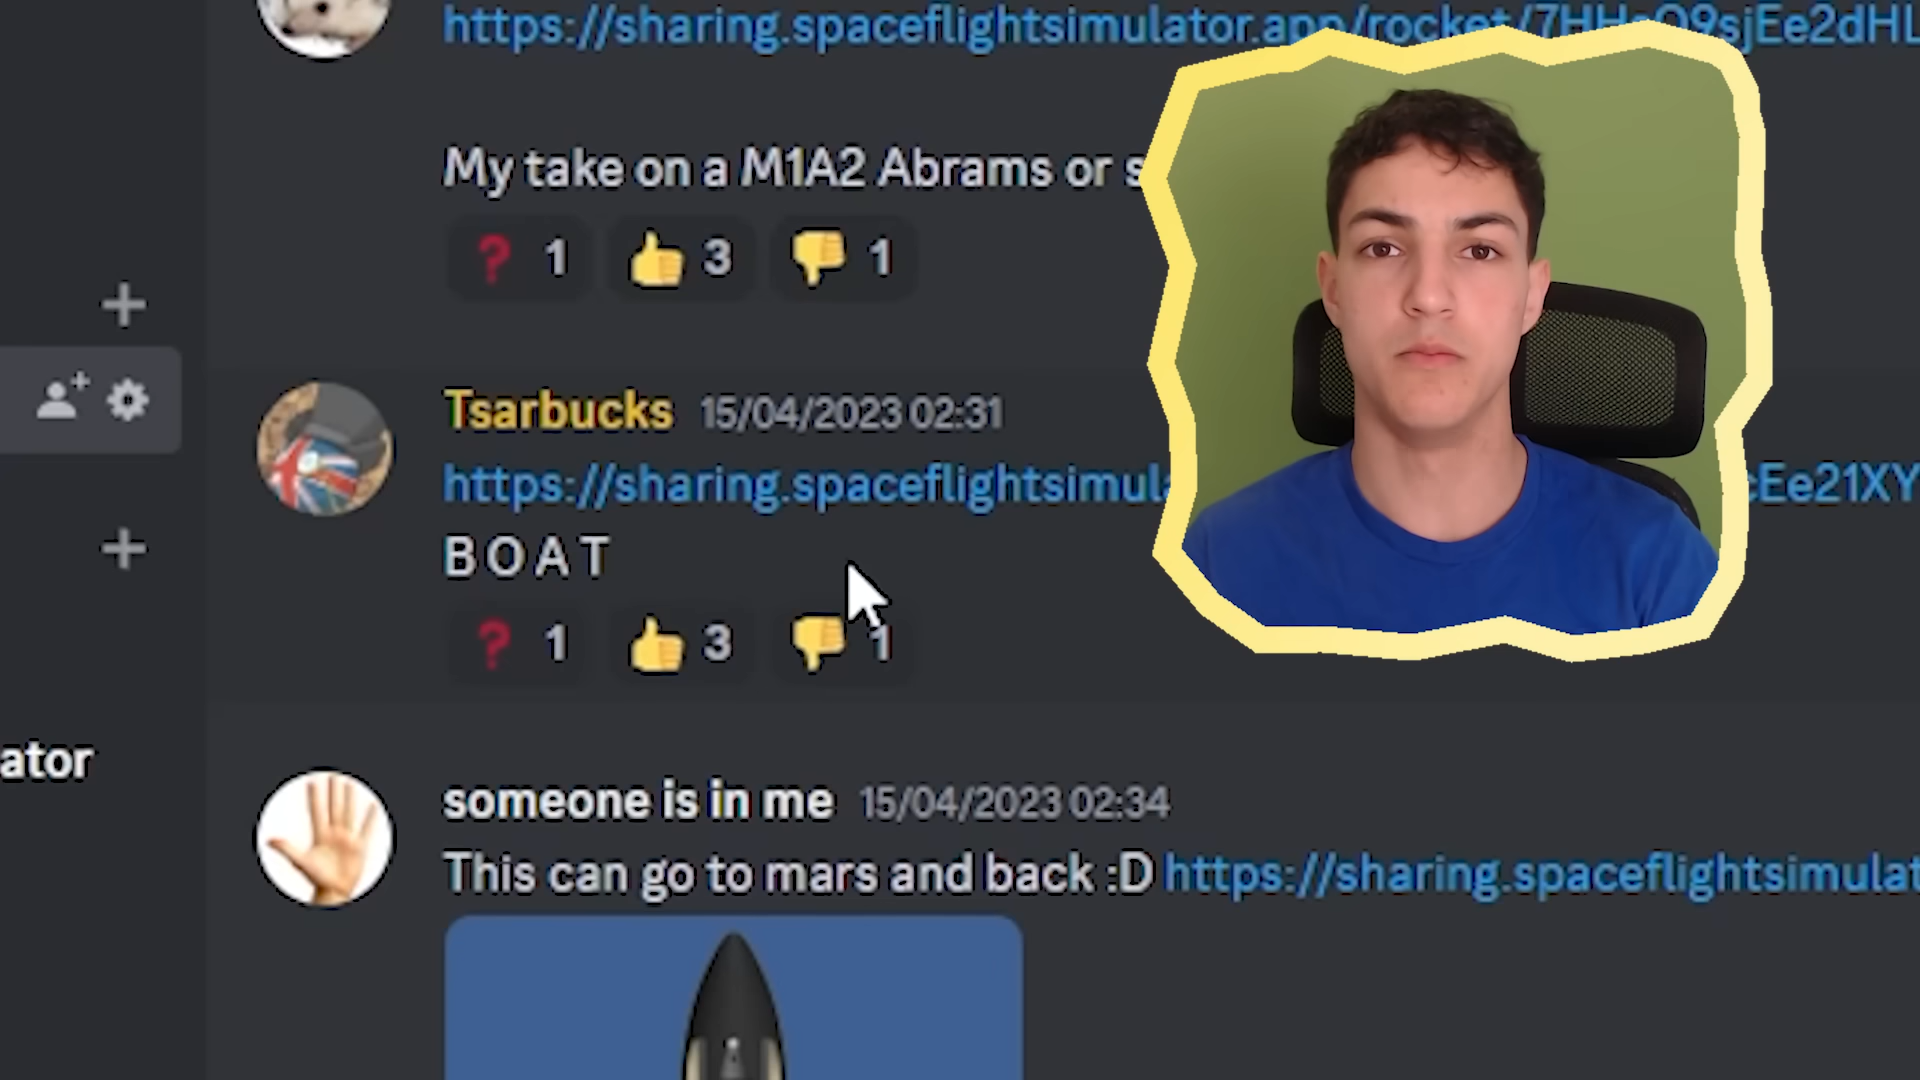 https://sharing.spaceflightsimulator.app/rocket/
My take on a M1A2 Abrams or
? 1 3 1
Tsarbucks 15/04/2023 02:31
https://sharing.spaceflightsimula cEe21XY
B O A T
? 1 3 1
ator
someone is in me 15/04/2023 02:34
This can go to mars and back :D https://sharing.spaceflightsimulat